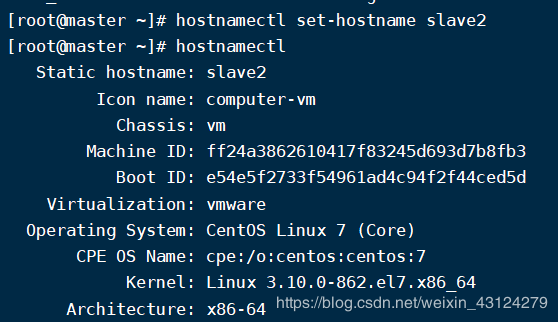 [root@master ~]# hostnamectl set-hostname slave2
[root@master ~]# hostnamectl
Static hostname: slave2
Icon name: computer-vm
Chassis: vm
Machine ID: ff24a3862610417f83245d693d7b8fb3
Boot ID: e54e5f2733f54961ad4c94f2f44ced5d
Virtualization: vmware
Operating System: CentOS Linux 7 (Core)
CPE OS Name: cpe:/o:centos:centos:7
Kernel: Linux 3.10.0-862.el7.x86_64
Architecture: x86-64
https://blog.csdn.net/weixin_43124279